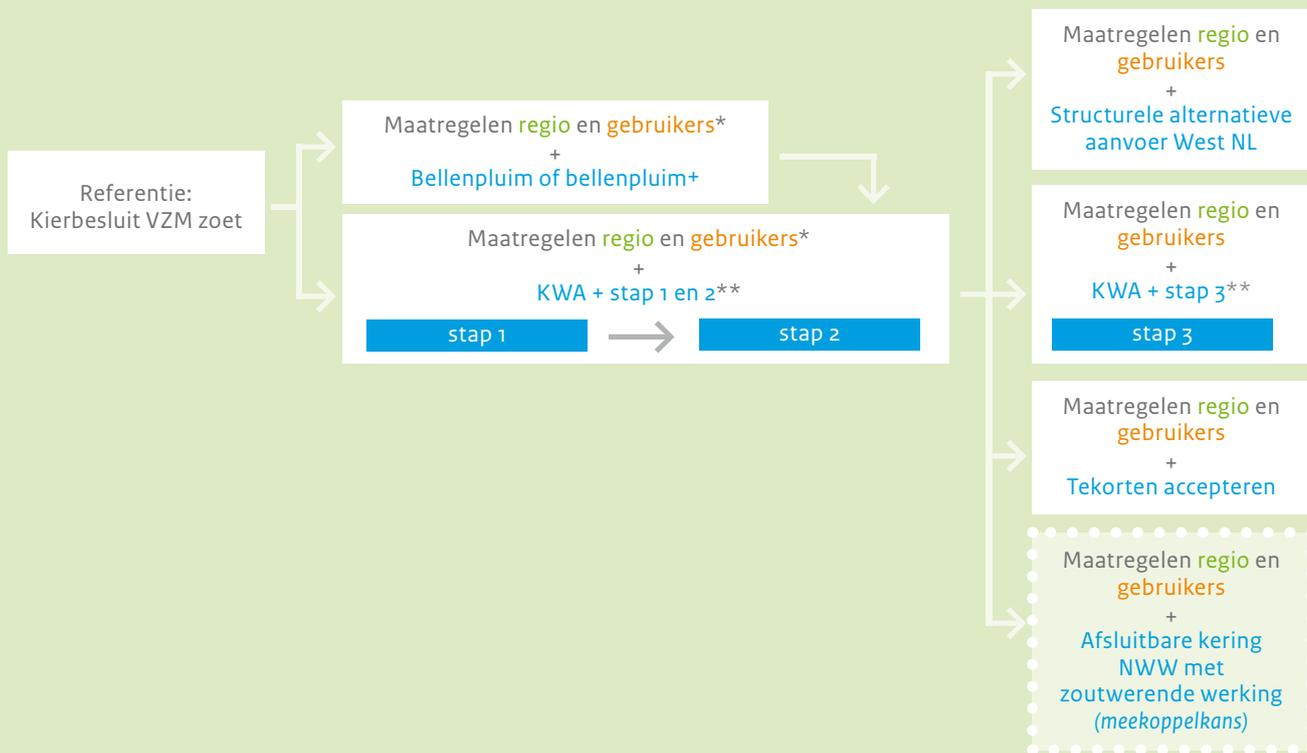 Referentie:
Kierbesluit VZM zoet
Maatregelen regio en gebruikers*
+
Bellenpluim of bellenpluim+
Maatregelen regio en gebruikers*
+
KWA + stap 1 en 2**
stap 1
stap 2
Maatregelen regio en
gebruikers
+
Structurele alternatieve
aanvoer West NL
Maatregelen regio en
gebruikers
+
KWA + stap 3**
stap 3
Maatregelen regio en
gebruikers
+
Tekorten accepteren
Maatregelen regio en
gebruikers
+
Afsluitbare kering
NWW met
zoutwerende werking
(meekoppelkans)